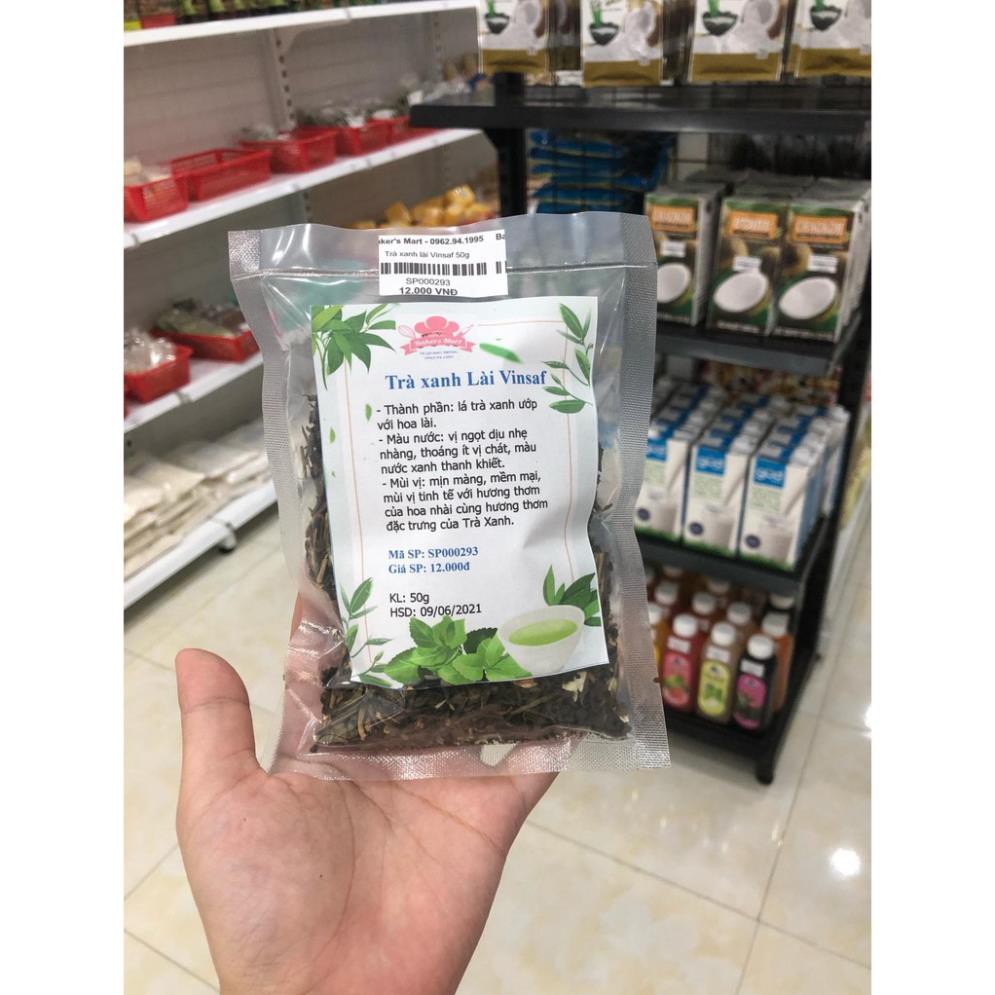 aker's Mart - 0962.94.1995 Ba
Trà xanh lài Vinsaf 50g
SP000293
12.000 VNĐ
Bakers Mart
Trà xanh Lài Vinsaf
- Thành phần: lá trà xanh ướp
với hoa lài.
- Màu nước: vị ngọt dịu nhẹ
nhàng, thoáng ít vị chát, màu
nước xanh thanh khiết.
- Mùi vị: mịn màng, mềm mại,
mùi vị tinh tế với hương thơm
của hoa nhài cùng hương thơm
đặc trưng của Trà Xanh.
Mã SP: SP000293
Giá SP: 12.000đ
KL: 50g
HSD: 09/06/2021